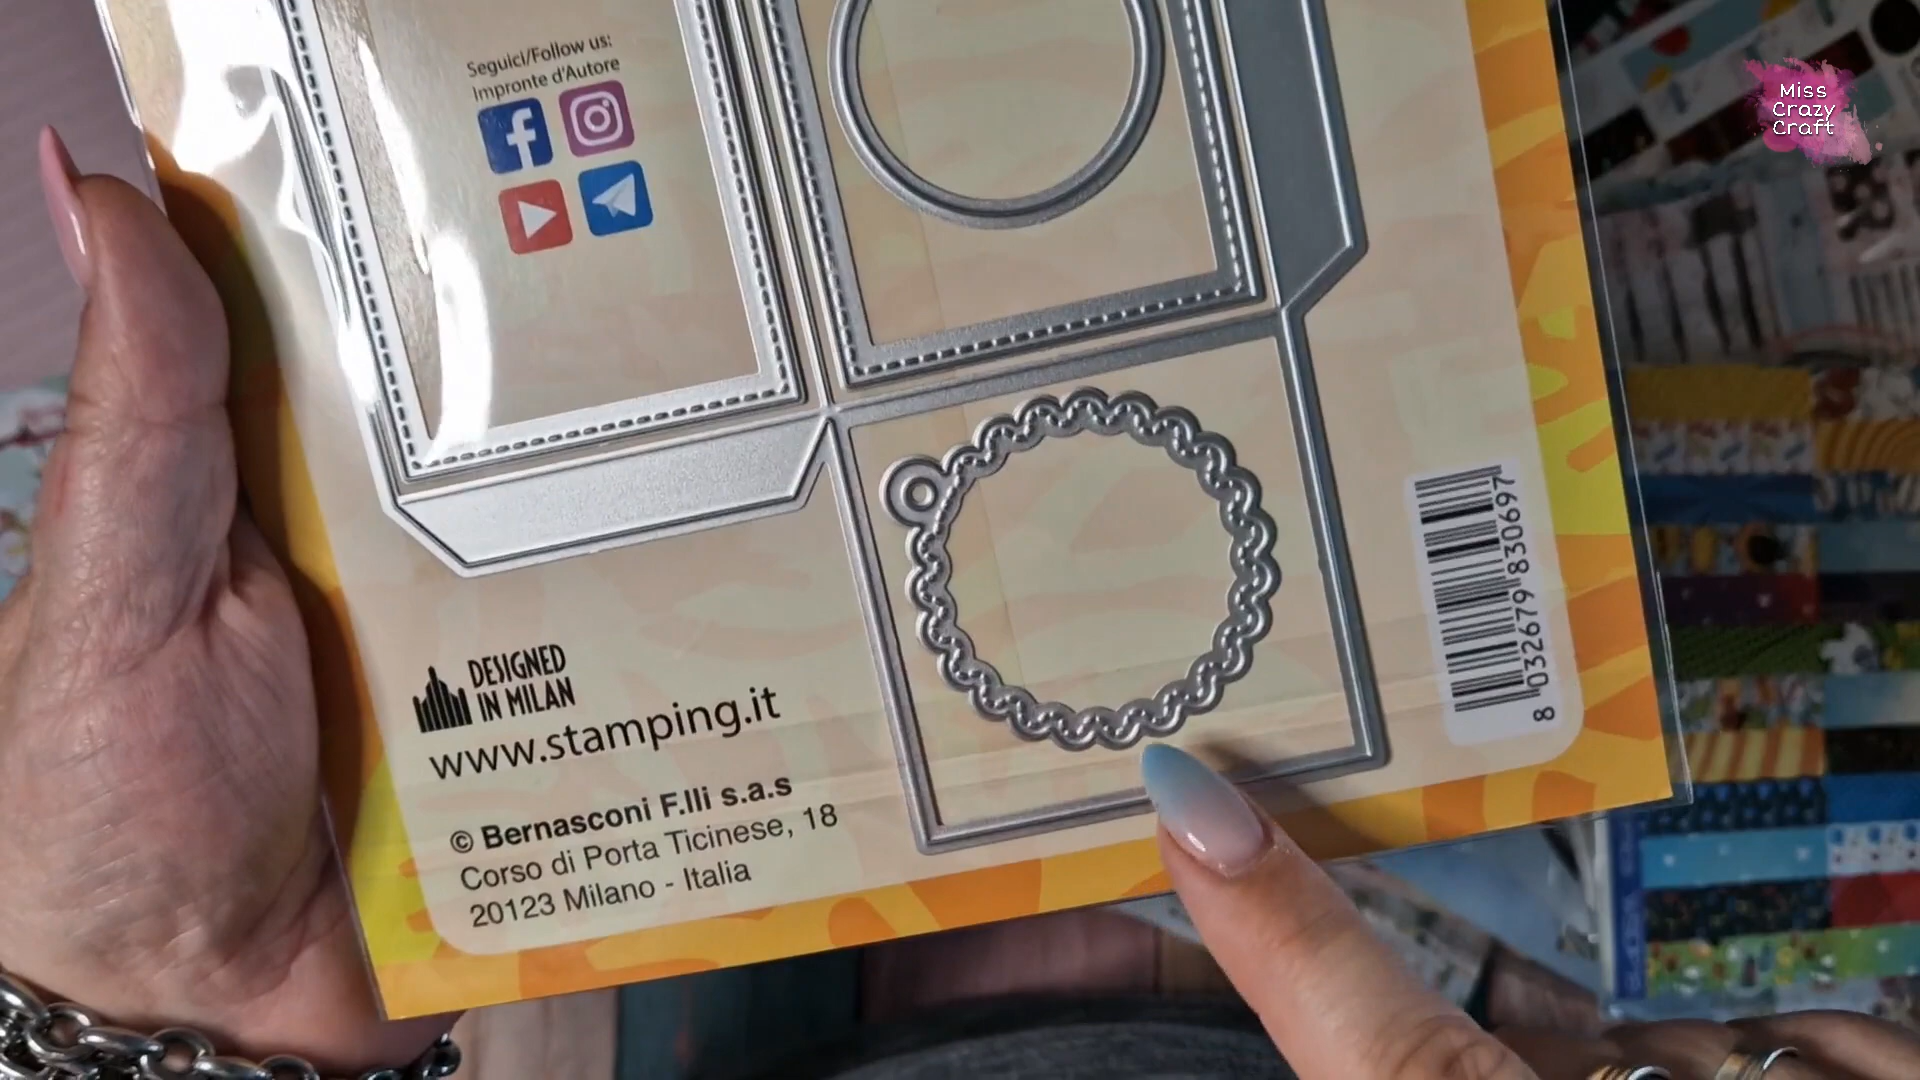 Seguici/Follow us:
Impronte d'Autore
Miss
Crazy
Craft
DESIGNED
IN MILAN
www.stamping.it
© Bernasconi F.lli s.a.s
Corso di Porta Ticinese, 18
20123 Milano - Italia
8 032679 830697